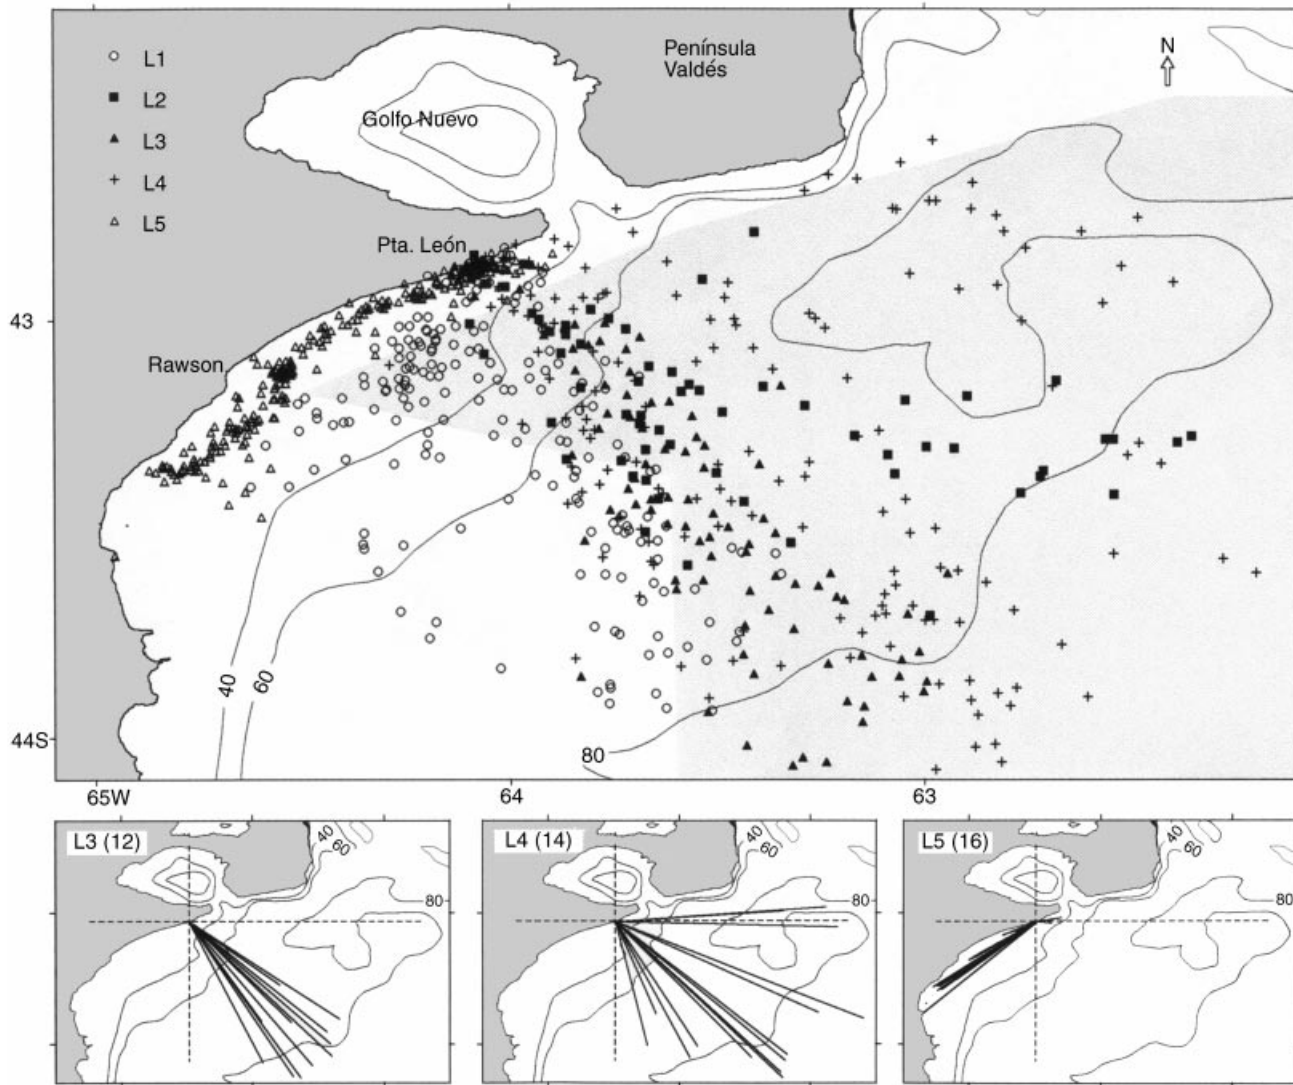 L1
L2
L3
L4
L5
Península
Valdés
N
Golfo Nuevo
Pta. León
43
Rawson
40
60
44S
80
65W
64
63
L3 (12)
40
60
80
L4 (14)
40
60
80
L5 (16)
40
60
80